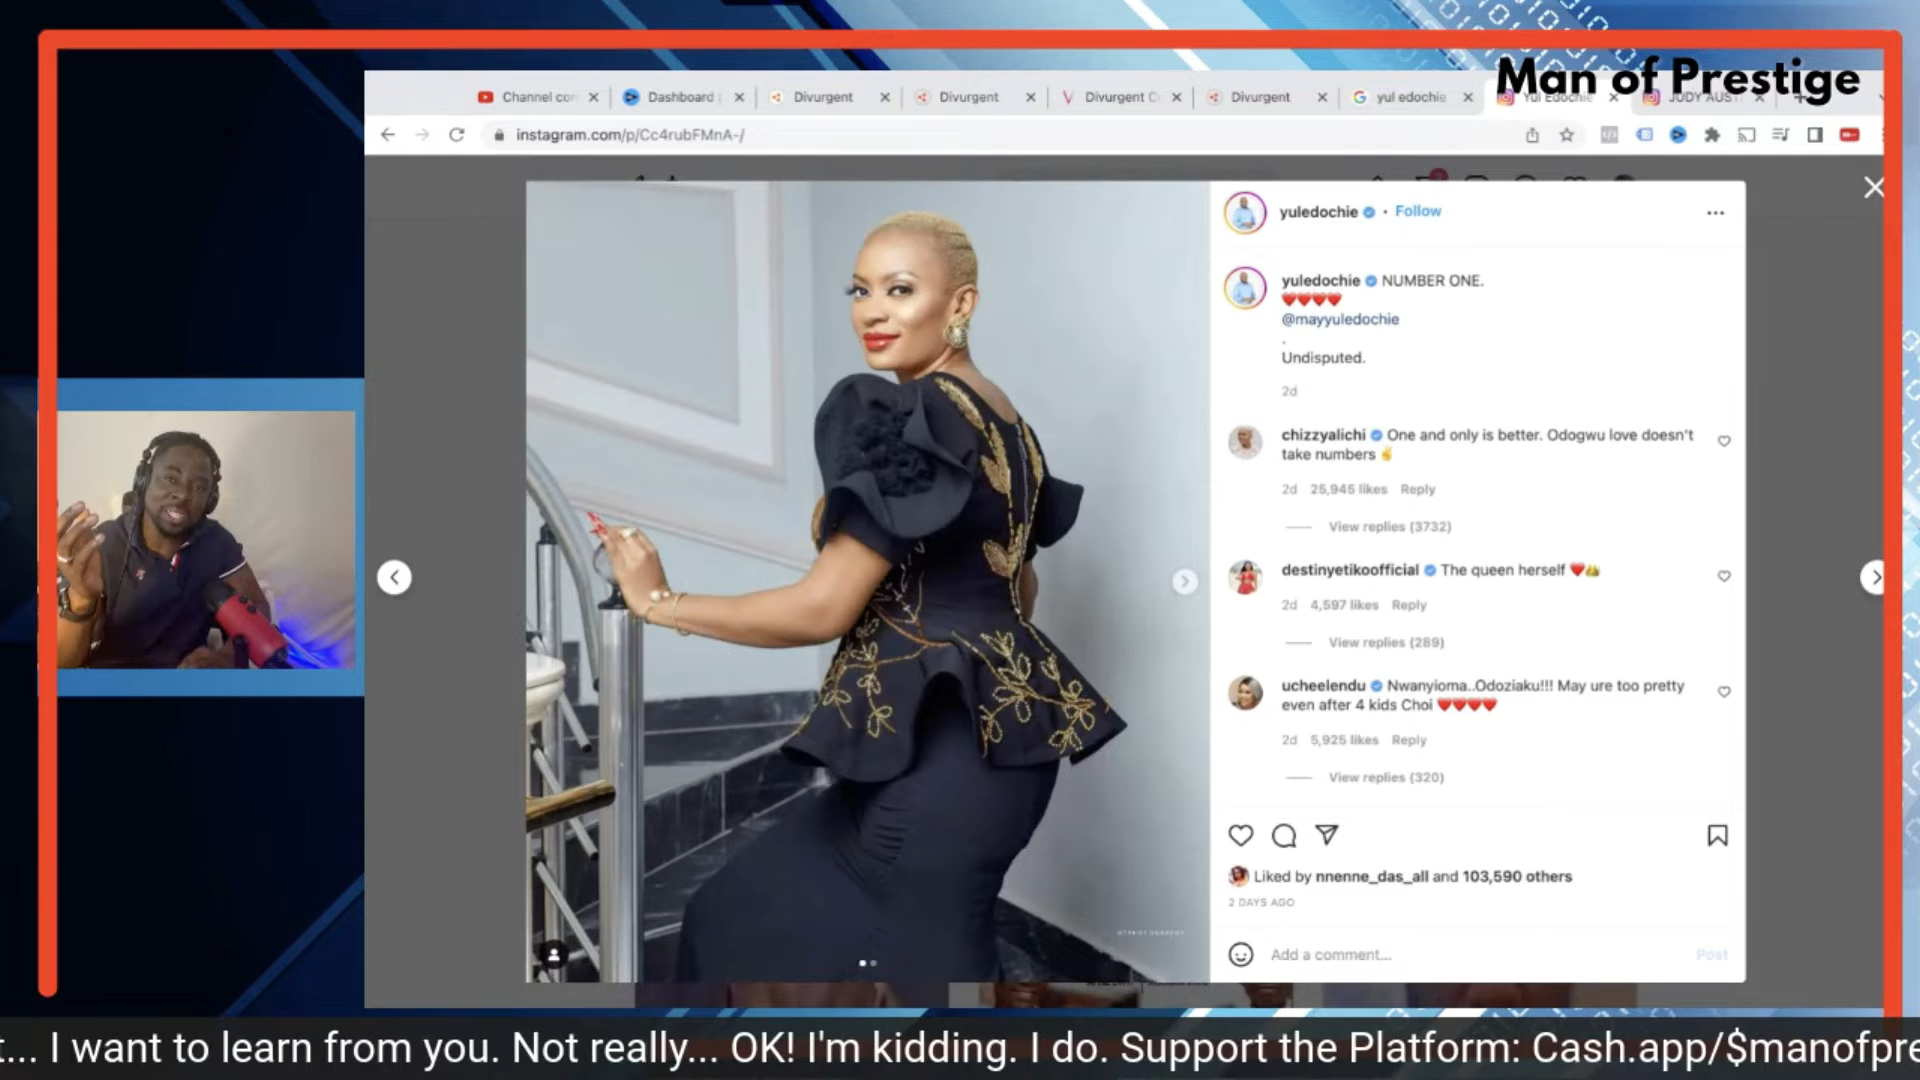 Man of Prestige
Channel con
Dashboard
Divurgent
Divurgent
Divurgent C
Divurgent
yul edochie
Yul Edochie
JUDY AUST
instagram.com/p/Cc4rubFMnA-/
yuledochie • Follow
yuledochie NUMBER ONE.
@mayyuledochie
.
Undisputed.
2d
chizzyalichi One and only is better. Odogwu love doesn't
take numbers
2d 25,945 likes Reply
View replies (3732)
destinyetikoofficial The queen herself
2d 4,597 likes Reply
View replies (289)
ucheelendu Nwanyioma..Odoziaku!!! May ure too pretty
even after 4 kids Choi
2d 5,925 likes Reply
View replies (320)
Liked by nnenne_das_all and 103,590 others
2 DAYS AGO
Add a comment...
Post
t... I want to learn from you. Not really... OK! I'm kidding. I do. Support the Platform: Cash.app/$manofpre